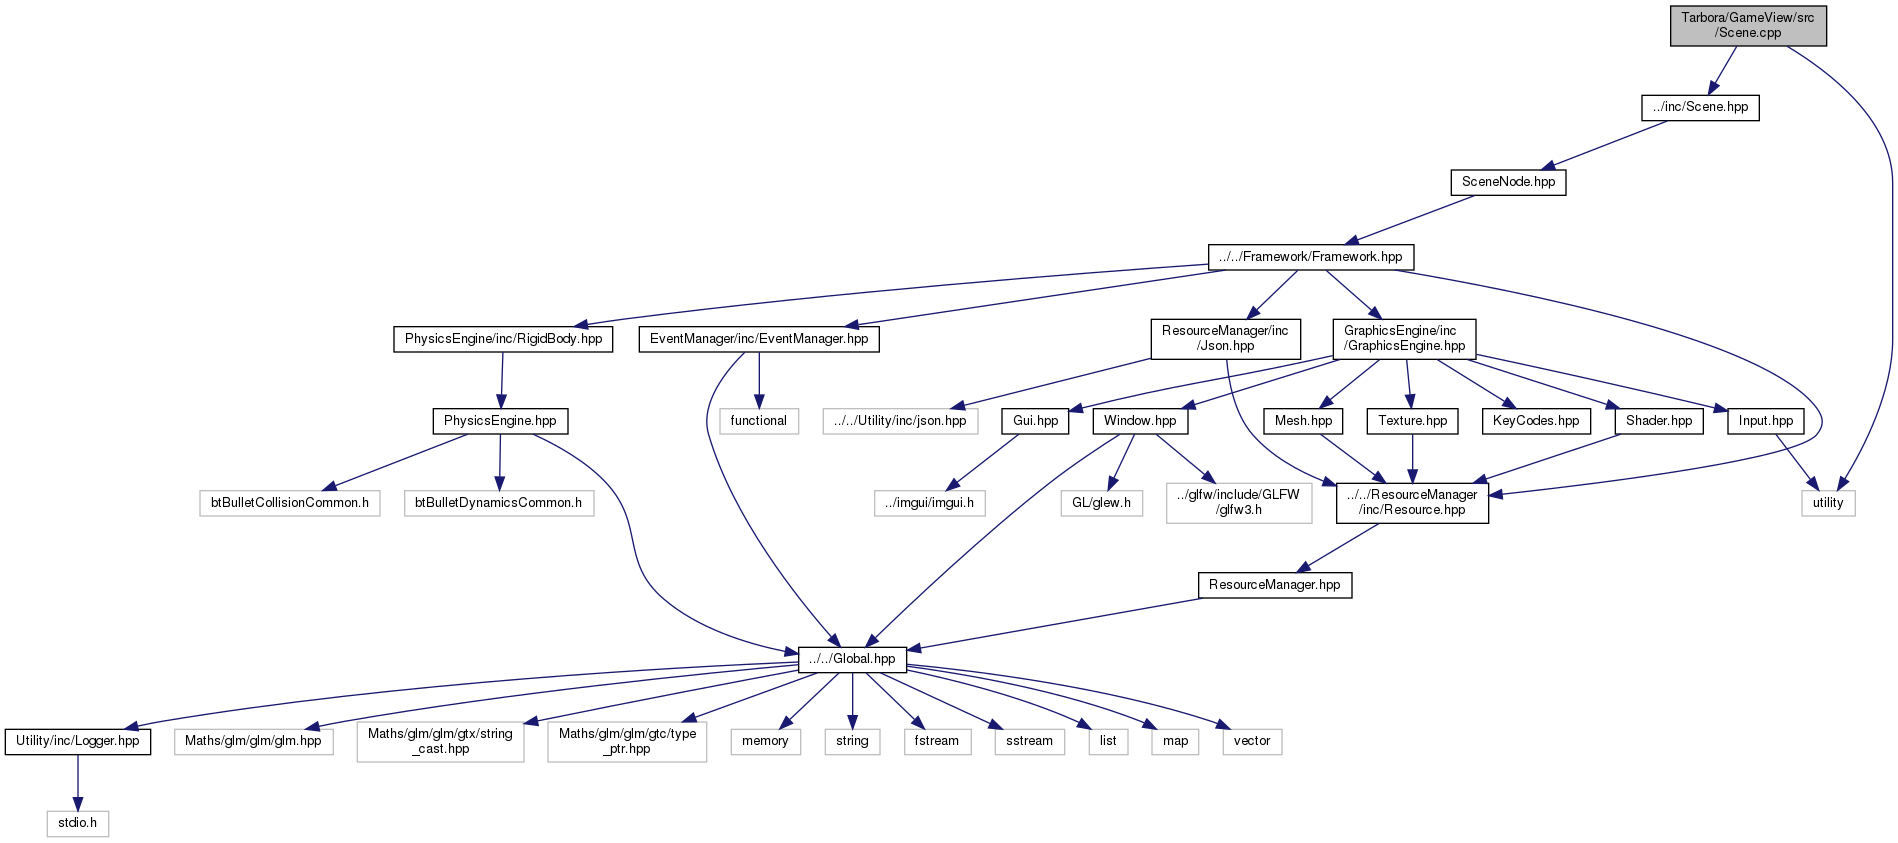 Tarbora/GameView/src
/Scene.cpp
../inc/Scene.hpp
SceneNode.hpp
../../Framework/Framework.hpp
PhysicsEngine/inc/RigidBody.hpp
EventManager/inc/EventManager.hpp
ResourceManager/inc
/Json.hpp
GraphicsEngine/inc
/GraphicsEngine.hpp
PhysicsEngine.hpp
functional
../../Utility/inc/json.hpp
Gui.hpp
Window.hpp
Mesh.hpp
Texture.hpp
KeyCodes.hpp
Shader.hpp
Input.hpp
btBulletCollisionCommon.h
btBulletDynamicsCommon.h
../imgui/imgui.h
GL/glew.h
../glfw/include/GLFW
/glfw3.h
../../ResourceManager
/inc/Resource.hpp
utility
ResourceManager.hpp
../../Global.hpp
Utility/inc/Logger.hpp
Maths/glm/glm/glm.hpp
Maths/glm/glm/gtx/string
_cast.hpp
Maths/glm/glm/gtc/type
_ptr.hpp
memory
string
fstream
sstream
list
map
vector
stdio.h